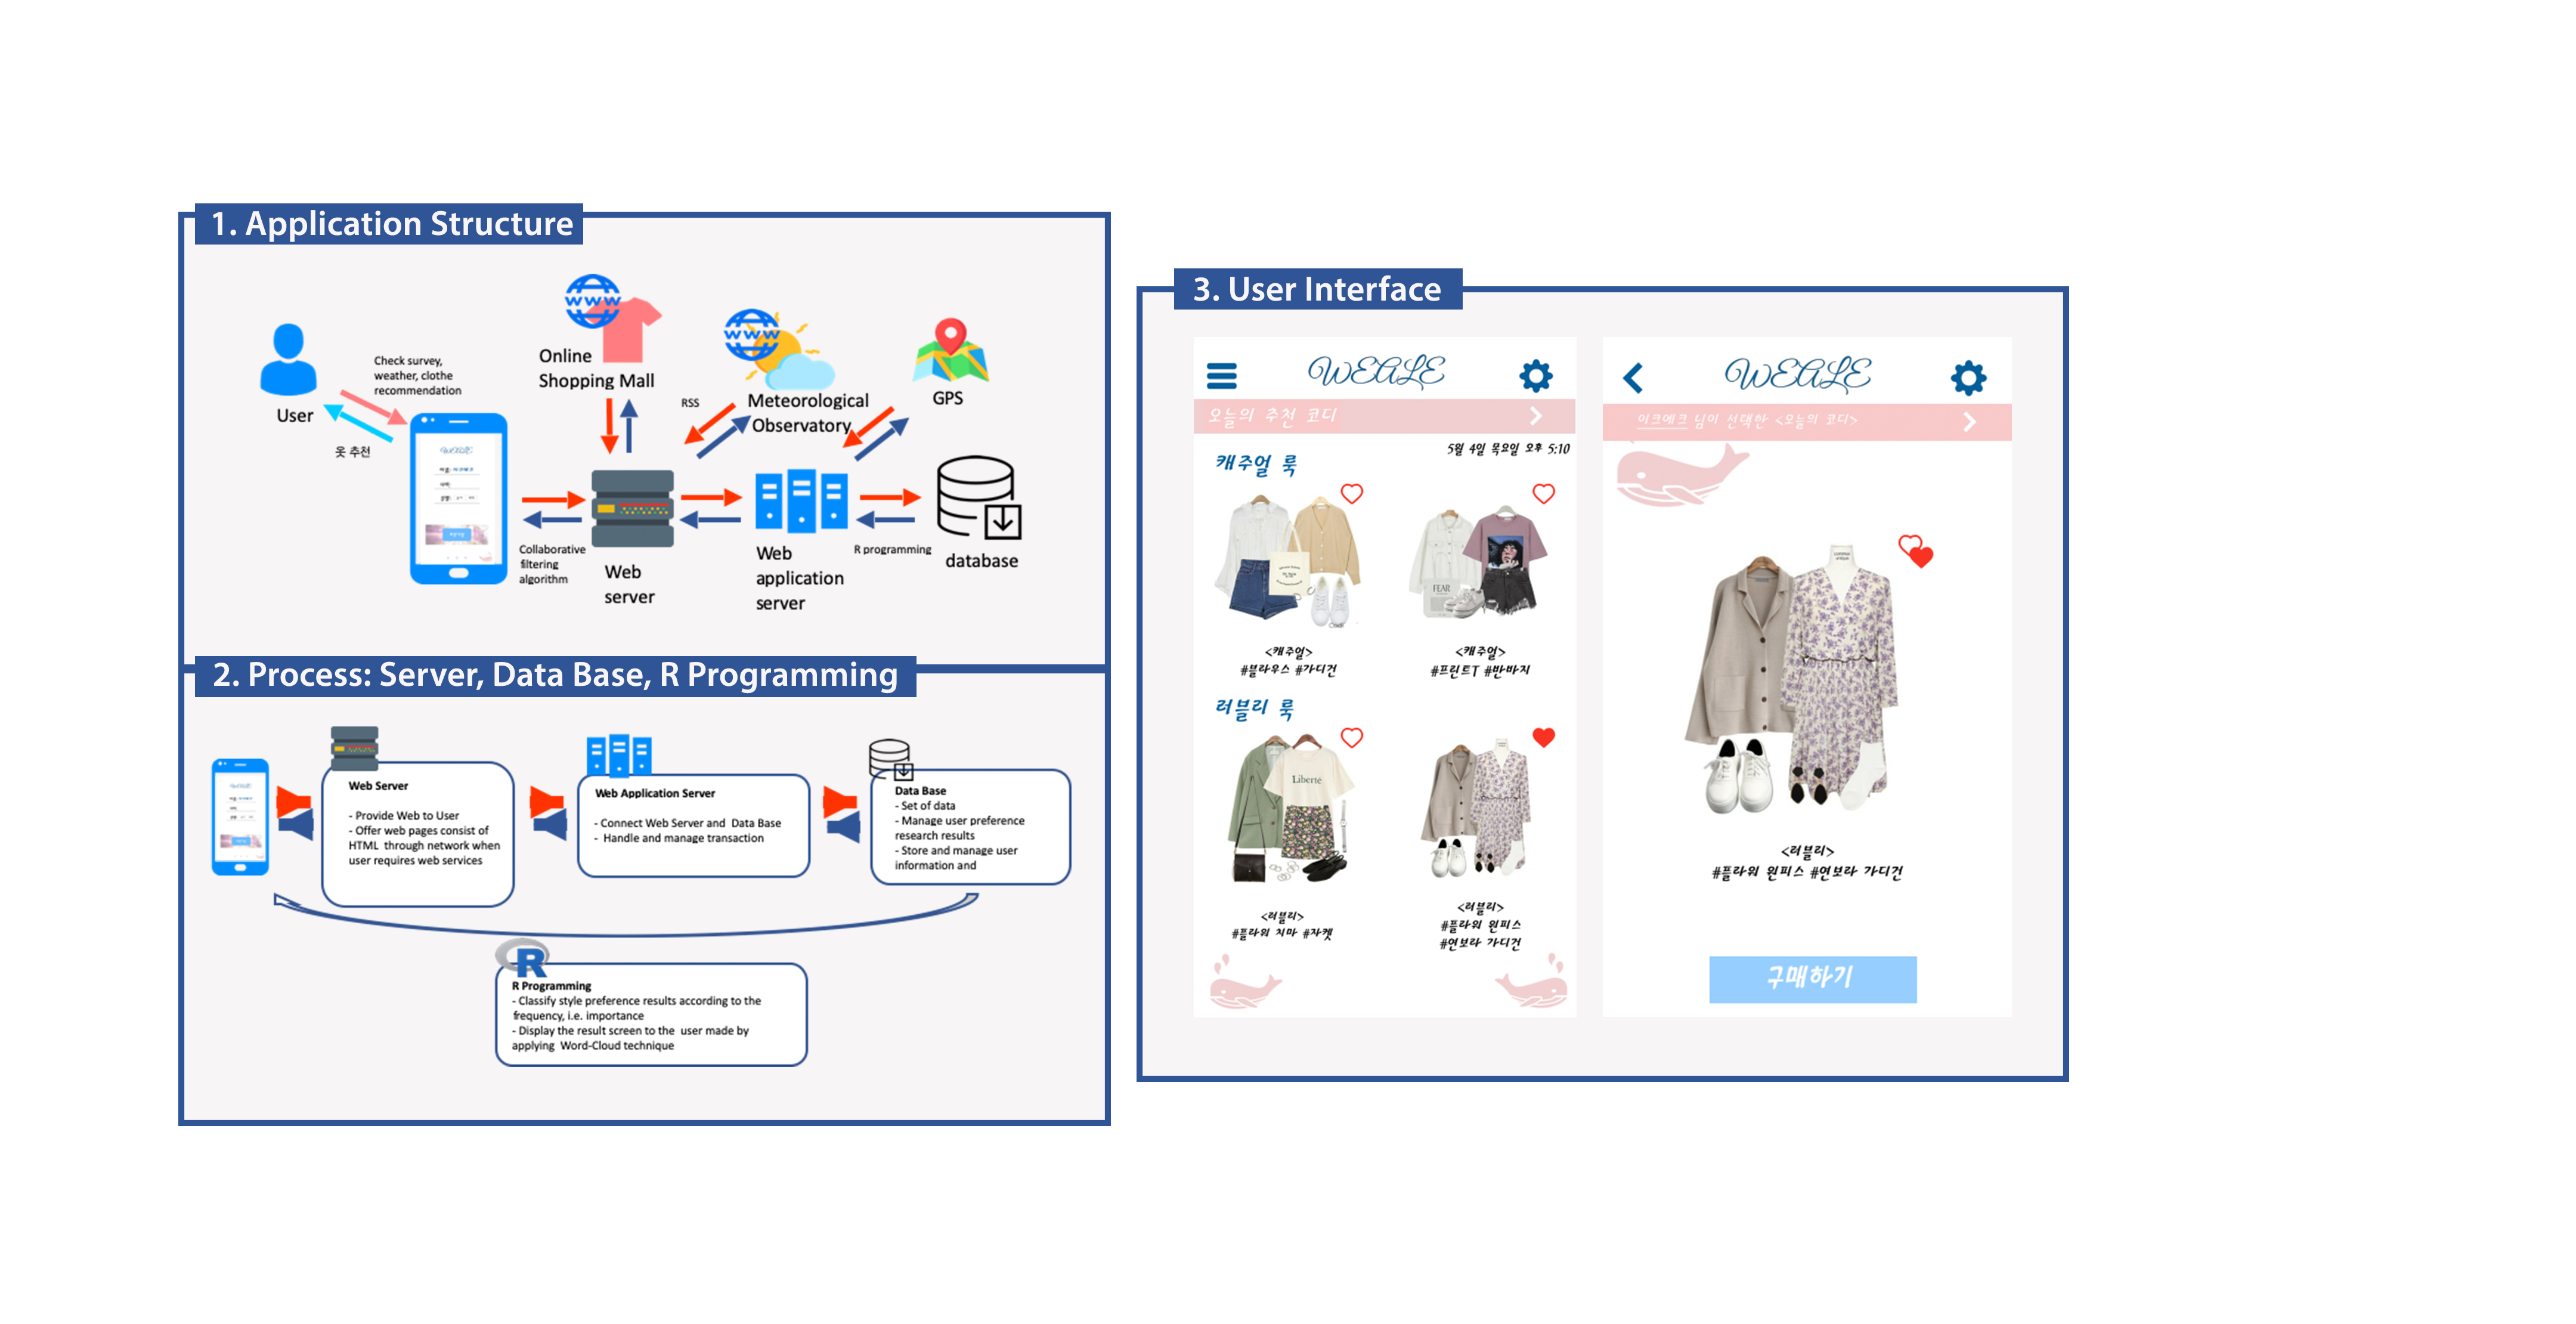 1. Application Structure
User
Check survey,
weather, clothe
recommendation
옷 추천
WEALE
Online
Shopping Mall
RSS
Meteorological
Observatory
GPS
Collaborative
filtering
algorithm
Web
server
Web
application
server
R programming
database
2. Process: Server, Data Base, R Programming
Web Server
- Provide Web to User
- Offer web pages consist of
HTML through network when
user requires web services
Web Application Server
- Connect Web Server and Data Base
- Handle and manage transaction
Data Base
- Set of data
- Manage user preference
research results
- Store and manage user
information and
R Programming
- Classify style preference results according to the
frequency, i.e. importance
- Display the result screen to the user made by
applying Word-Cloud technique
3. User Interface
WEALE
오늘의 추천 코디
5월 4일 목요일 오후 5:10
캐주얼 룩
FEAR
<캐주얼>
#블라우스 #가디건
<캐주얼>
#프린트T #반바지
러블리 룩
Liberte
<러블리>
#플라워 치마 #자켓
<러블리>
#플라워 원피스
#연보라 가디건
WEALE
이크에크 님이 선택한 <오늘의 코디>
<러블리>
#플라워 원피스 #연보라 가디건
구매하기